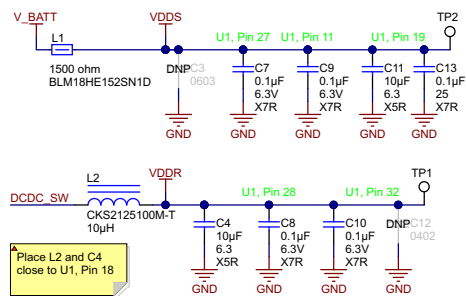 V_BATT
VDDS
TP2
L1
U1, Pin 27
U1, Pin 11
U1, Pin 19
1500 ohm
BLM18HE152SN1D
DNP
C3
0603
C7
0.1µF
6.3V
X7R
C9
0.1µF
6.3V
X7R
C11
10µF
6.3
X5R
C13
0.1µF
25
X7R
GND
GND
GND
GND
GND
VDDR
TP1
L2
DCDC_SW
U1, Pin 28
U1, Pin 32
CKS2125100M-T
10µH
C4
10µF
6.3
X5R
C8
0.1µF
6.3V
X7R
C10
0.1µF
6.3V
X7R
DNP
C12
0402
GND
GND
GND
GND
Place L2 and C4
close to U1, Pin 18